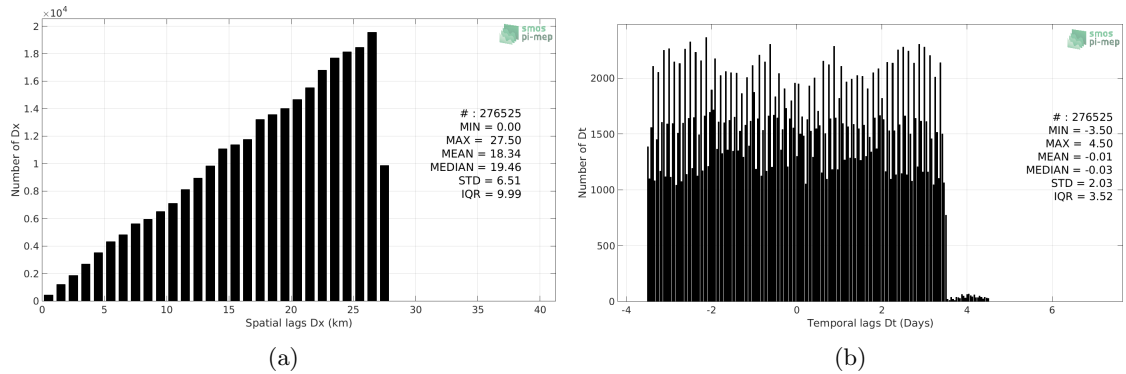 ×10⁴
2
1.8
1.6
1.4
1.2
1
0.8
0.6
0.4
0.2
0
Number of Dx
0 5 10 15 20 25 30 35 40
Spatial lags Dx (km)
smos
pi-mep
# : 276525
MIN = 0.00
MAX = 27.50
MEAN = 18.34
MEDIAN = 19.46
STD = 6.51
IQR = 9.99
(a)
2000
1500
1000
500
0
Number of Dt
-4 -2 0 2 4 6
Temporal lags Dt (Days)
smos
pi-mep
# : 276525
MIN = -3.50
MAX = 4.50
MEAN = -0.01
MEDIAN = -0.03
STD = 2.03
IQR = 3.52
(b)